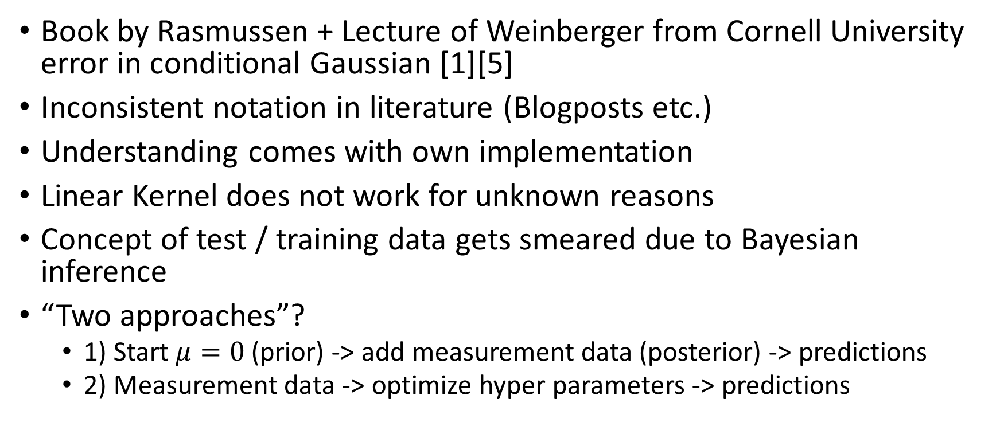 • Book by Rasmussen + Lecture of Weinberger from Cornell University
error in conditional Gaussian [1][5]
• Inconsistent notation in literature (Blogposts etc.)
• Understanding comes with own implementation
• Linear Kernel does not work for unknown reasons
• Concept of test / training data gets smeared due to Bayesian
inference
• “Two approaches”?
• 1) Start 𝜇 = 0 (prior) -> add measurement data (posterior) -> predictions
• 2) Measurement data -> optimize hyper parameters -> predictions